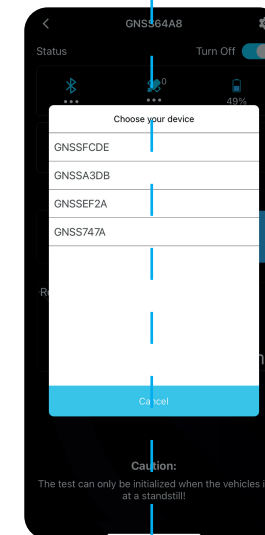 GNSS64A8
Status
Turn Off
0
49%
Choose your device
GNSSFCDE
GNSSA3DB
GNSSEF2A
GNSS747A
Cancel
Caution:
The test can only be initialized when the vehicles i
at a standstill!